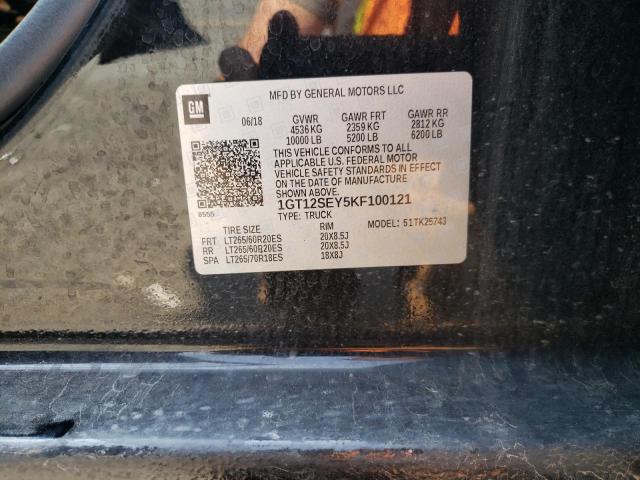 GM
MFD BY GENERAL MOTORS LLC
06/18 GVWR GAWR FRT GAWR RR
4536 KG 2359 KG 2812 KG
10000 LB 5200 LB 6200 LB
THIS VEHICLE CONFORMS TO ALL
APPLICABLE U.S. FEDERAL MOTOR
VEHICLE SAFETY STANDARDS IN EFFECT
ON THE DATE OF MANUFACTURE SHOWN ABOVE.
1GT12SEY5KF100121
8555 TYPE: TRUCK MODEL: 51TK25743
TIRE SIZE RIM
FRT LT265/60R20ES 20X8.5J
RR LT265/60R20ES 20X8.5J
SPA LT265/70R18ES 18X8J